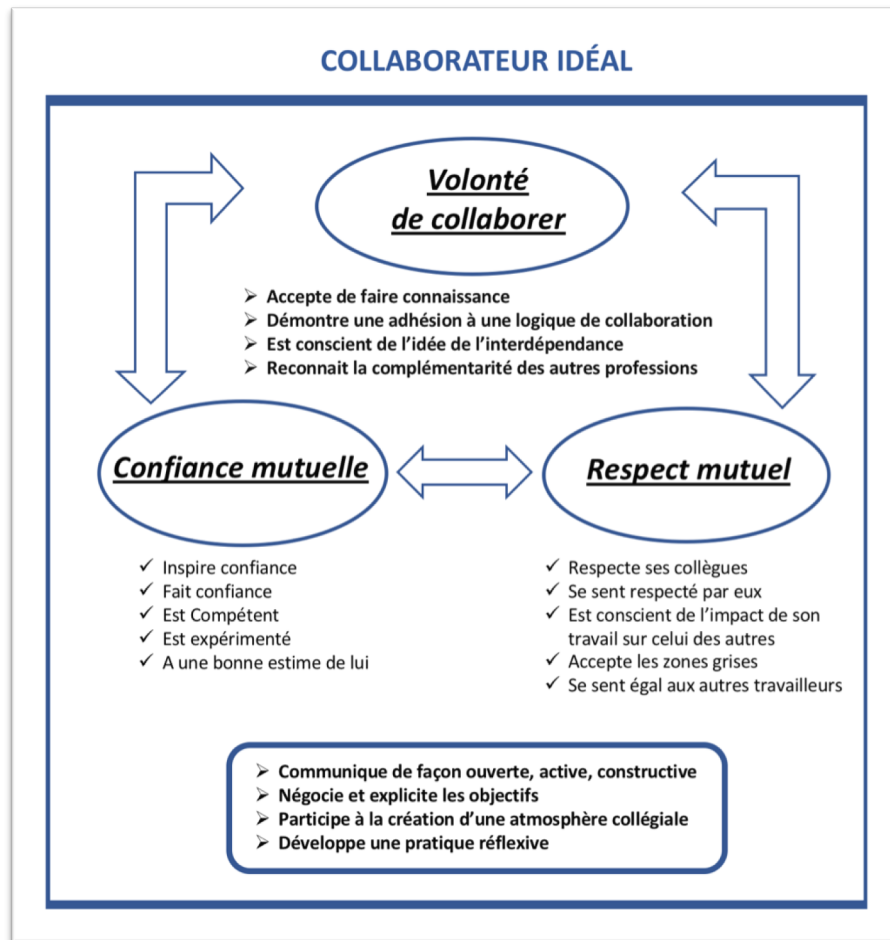 COLLABORATEUR IDÉAL
Volonté
de collaborer
➢ Accepte de faire connaissance
➢ Démontre une adhésion à une logique de collaboration
➢ Est conscient de l’idée de l’interdépendance
➢ Reconnait la complémentarité des autres professions
Confiance mutuelle
✓ Inspire confiance
✓ Fait confiance
✓ Est Compétent
✓ Est expérimenté
✓ A une bonne estime de lui
Respect mutuel
✓ Respecte ses collègues
✓ Se sent respecté par eux
✓ Est conscient de l’impact de son
travail sur celui des autres
✓ Accepte les zones grises
✓ Se sent égal aux autres travailleurs
➢ Communique de façon ouverte, active, constructive
➢ Négocie et explicite les objectifs
➢ Participe à la création d’une atmosphère collégiale
➢ Développe une pratique réflexive